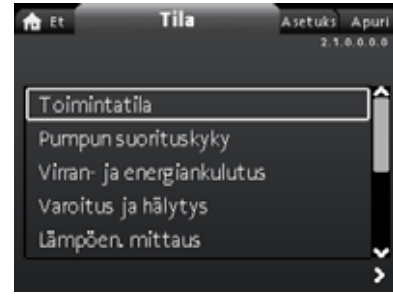 Et Tila Asetuks Apuri
2.1.0.0.0.0
Toimintatila
Pumpun suorituskyky
Virran- ja energiankulutus
Varoitus ja hälytys
Lämpöen. mittaus